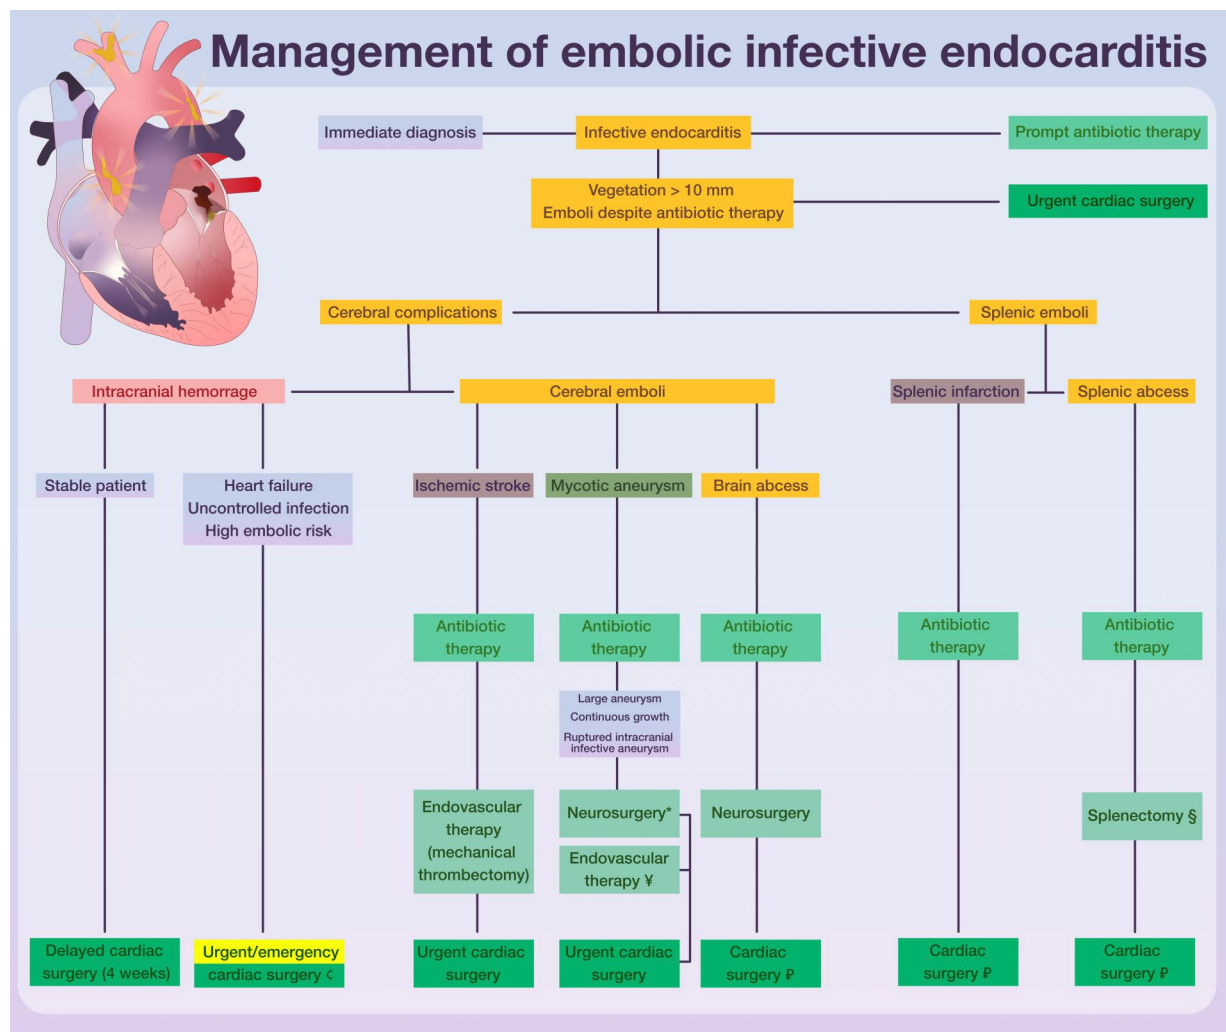 Management of embolic infective endocarditis
Immediate diagnosis
Infective endocarditis
Prompt antibiotic therapy
Vegetation > 10 mm
Emboli despite antibiotic therapy
Urgent cardiac surgery
Cerebral complications
Splenic emboli
Intracranial hemorrage
Cerebral emboli
Splenic infarction
Splenic abcess
Stable patient
Heart failure
Uncontrolled infection
High embolic risk
Ischemic stroke
Mycotic aneurysm
Brain abcess
Antibiotic
therapy
Antibiotic
therapy
Antibiotic
therapy
Antibiotic
therapy
Antibiotic
therapy
Large aneurysm
Continuous growth
Ruptured intracranial
infective aneurysm
Endovascular
therapy
(mechanical
thrombectomy)
Neurosurgery*
Endovascular
therapy ¥
Neurosurgery
Splenectomy §
Delayed cardiac
surgery (4 weeks)
Urgent/emergency
cardiac surgery ¢
Urgent cardiac
surgery
Urgent cardiac
surgery
Cardiac
surgery ₽
Cardiac
surgery ₽
Cardiac
surgery ₽